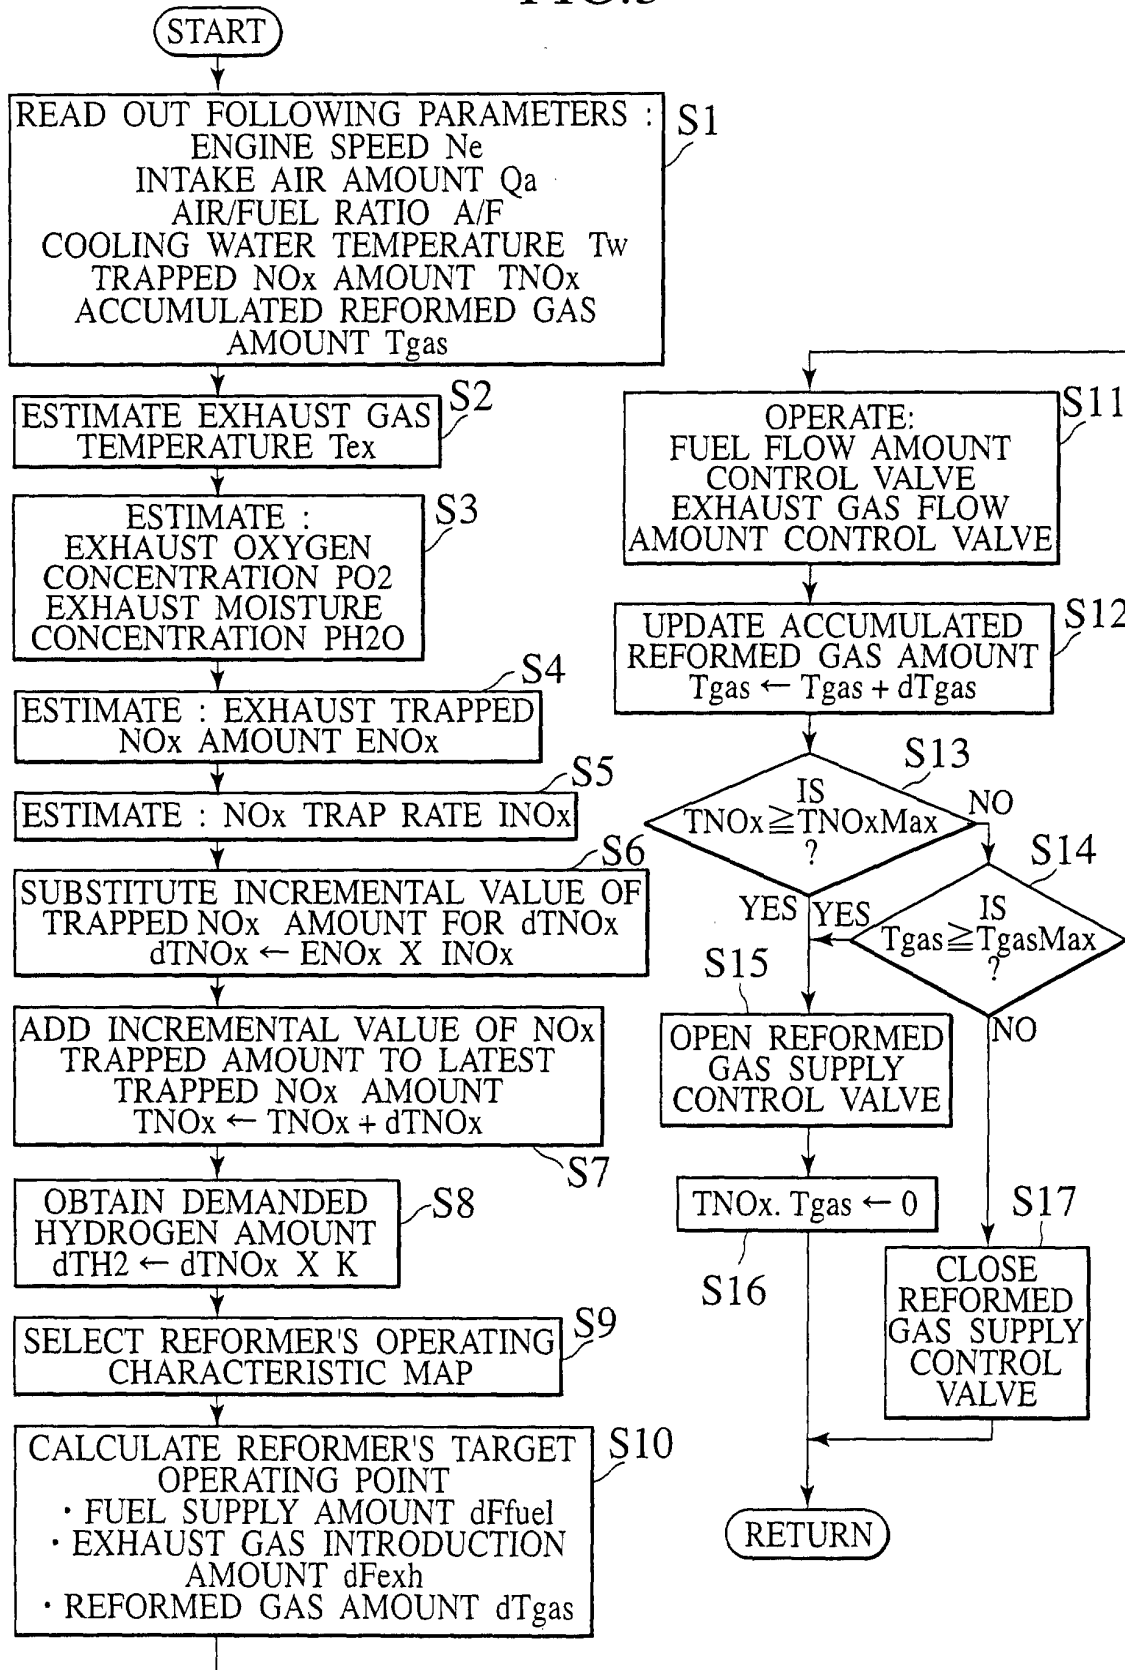 START
READ OUT FOLLOWING PARAMETERS :
ENGINE SPEED Ne
INTAKE AIR AMOUNT Qa
AIR/FUEL RATIO A/F
COOLING WATER TEMPERATURE Tw
TRAPPED NOx AMOUNT TNOx
ACCUMULATED REFORMED GAS
AMOUNT Tgas
S1
ESTIMATE EXHAUST GAS
TEMPERATURE Tex
S2
ESTIMATE :
EXHAUST OXYGEN
CONCENTRATION PO2
EXHAUST MOISTURE
CONCENTRATION PH2O
S3
S4
ESTIMATE : EXHAUST TRAPPED
NOx AMOUNT ENOx
S5
ESTIMATE : NOx TRAP RATE INOx
S6
SUBSTITUTE INCREMENTAL VALUE OF
TRAPPED NOx AMOUNT FOR dTNOx
dTNOx ← ENOx X INOx
ADD INCREMENTAL VALUE OF NOx
TRAPPED AMOUNT TO LATEST
TRAPPED NOx AMOUNT
TNOx ← TNOx + dTNOx
S7
OBTAIN DEMANDED
HYDROGEN AMOUNT
dTH2 ← dTNOx X K
S8
SELECT REFORMER'S OPERATING
CHARACTERISTIC MAP
S9
CALCULATE REFORMER'S TARGET
OPERATING POINT
・FUEL SUPPLY AMOUNT dFfuel
・EXHAUST GAS INTRODUCTION
AMOUNT dFexh
・REFORMED GAS AMOUNT dTgas
S10
OPERATE:
FUEL FLOW AMOUNT
CONTROL VALVE
EXHAUST GAS FLOW
AMOUNT CONTROL VALVE
S11
UPDATE ACCUMULATED
REFORMED GAS AMOUNT
Tgas ← Tgas + dTgas
S12
S13
IS
TNOx≧TNOxMax
?
NO
YES
S14
IS
Tgas≧TgasMax
?
YES
NO
S15
OPEN REFORMED
GAS SUPPLY
CONTROL VALVE
TNOx. Tgas ← 0
S16
S17
CLOSE
REFORMED
GAS SUPPLY
CONTROL
VALVE
RETURN